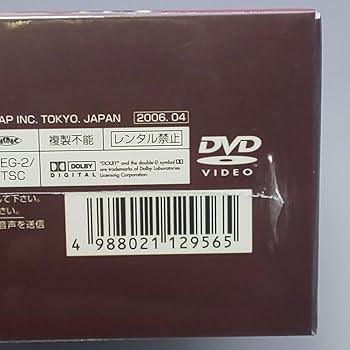 AP INC. TOKYO. JAPAN 2006. 04
複製不能 レンタル禁止
EG-2/
TSC
DOLBY
DIGITAL
"DOLBY" and the double-D symbol
are trademarks of Dolby Laboratories
Licensing Corporation.
DVD
VIDEO
して下さい。
さい。
音声を送信
4 988021 129565